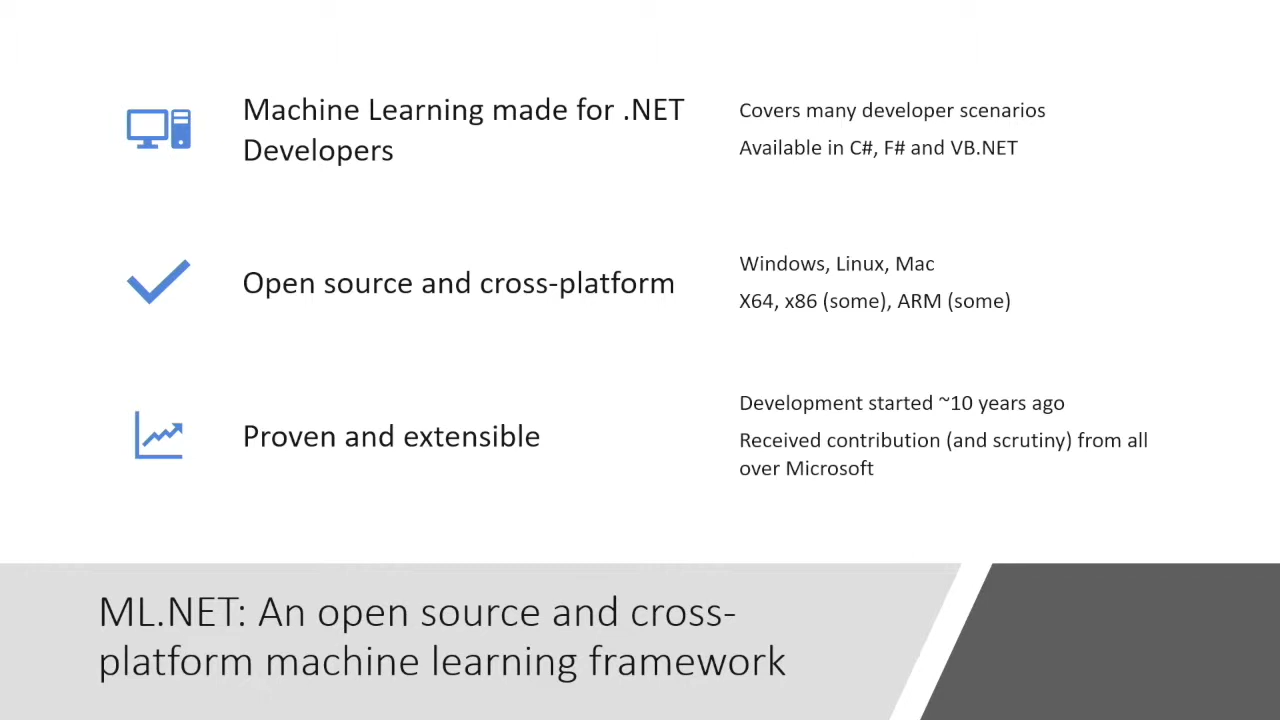 Machine Learning made for .NET
Developers
Covers many developer scenarios
Available in C#, F# and VB.NET
Open source and cross-platform
Windows, Linux, Mac
X64, x86 (some), ARM (some)
Proven and extensible
Development started ~10 years ago
Received contribution (and scrutiny) from all
over Microsoft
ML.NET: An open source and cross-
platform machine learning framework